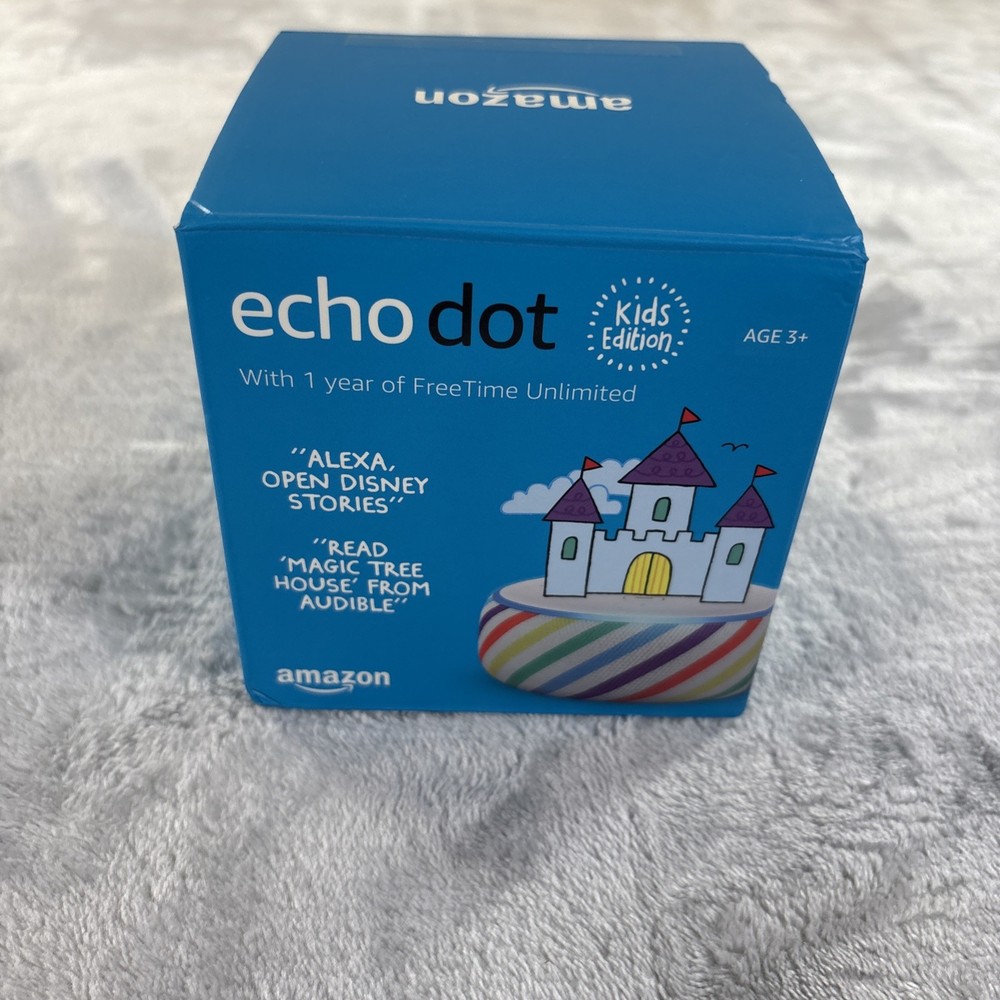 amazon
echo dot
Kids
Edition
AGE 3+
With 1 year of FreeTime Unlimited
"ALEXA,
OPEN DISNEY
STORIES"
"READ
'MAGIC TREE
HOUSE' FROM
AUDIBLE"
amazon